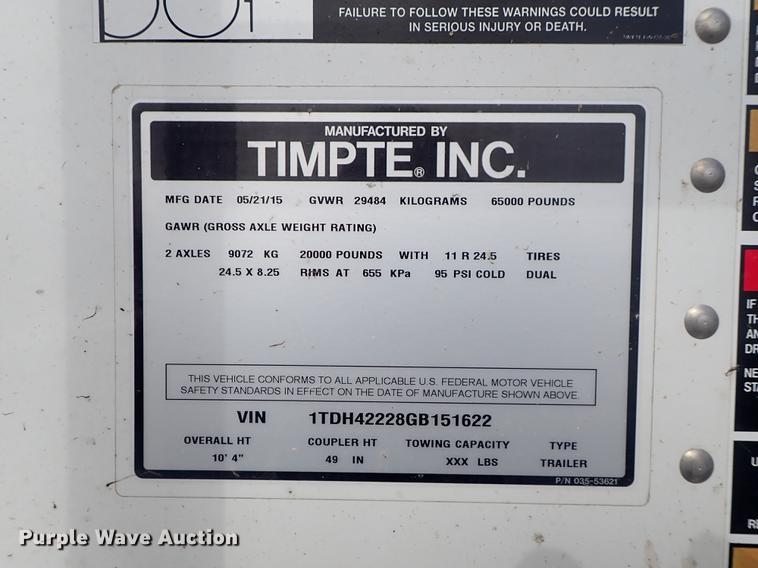 1
FAILURE TO FOLLOW THESE WARNINGS COULD RESULT
IN SERIOUS INJURY OR DEATH.
MANUFACTURED BY
TIMPTE® INC.
MFG DATE 05/21/15 GVWR 29484 KILOGRAMS 65000 POUNDS
GAWR (GROSS AXLE WEIGHT RATING)
2 AXLES 9072 KG 20000 POUNDS WITH 11 R 24.5 TIRES
24.5 X 8.25 RIMS AT 655 KPa 95 PSI COLD DUAL
THIS VEHICLE CONFORMS TO ALL APPLICABLE U.S. FEDERAL MOTOR VEHICLE
SAFETY STANDARDS IN EFFECT ON THE DATE OF MANUFACTURE SHOWN ABOVE.
VIN 1TDH42228GB151622
OVERALL HT COUPLER HT TOWING CAPACITY TYPE
10' 4" 49 IN XXX LBS TRAILER
P/N 035-53621
IF
NE
Purple Wave Auction